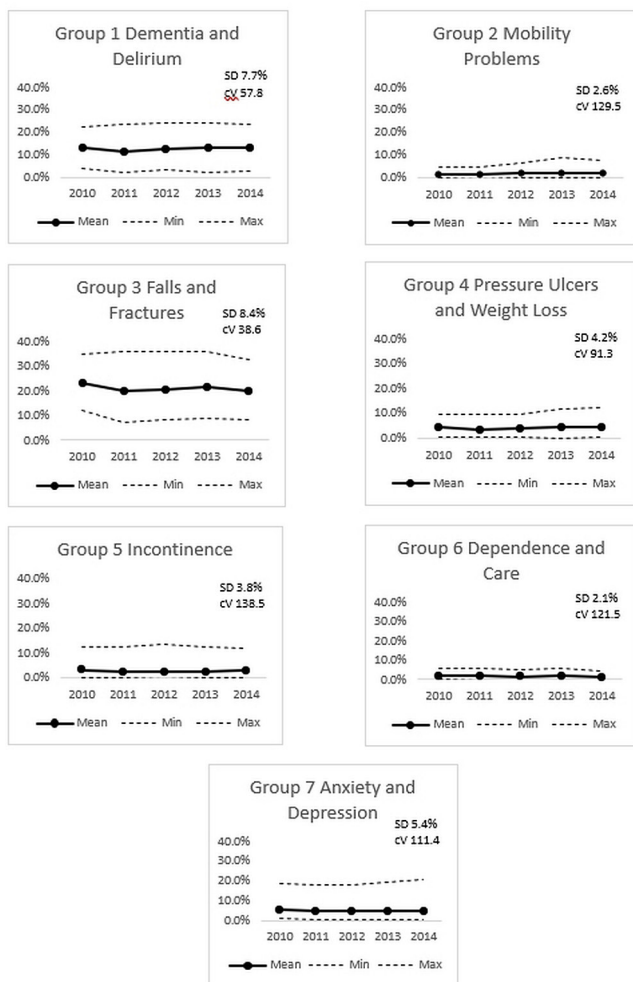 Group 1 Dementia and
Delirium
SD 7.7%
cV 57.8
40.0%
30.0%
20.0%
10.0%
0.0%
2010 2011 2012 2013 2014
Mean Min Max
Group 2 Mobility
Problems
SD 2.6%
cV 129.5
40.0%
30.0%
20.0%
10.0%
0.0%
2010 2011 2012 2013 2014
Mean Min Max
Group 3 Falls and
Fractures
SD 8.4%
cV 38.6
40.0%
30.0%
20.0%
10.0%
0.0%
2010 2011 2012 2013 2014
Mean Min Max
Group 4 Pressure Ulcers
and Weight Loss
SD 4.2%
cV 91.3
40.0%
30.0%
20.0%
10.0%
0.0%
2010 2011 2012 2013 2014
Mean Min Max
Group 5 Incontinence
SD 3.8%
cV 138.5
40.0%
30.0%
20.0%
10.0%
0.0%
2010 2011 2012 2013 2014
Mean Min Max
Group 6 Dependence and
Care
SD 2.1%
cV 121.5
40.0%
30.0%
20.0%
10.0%
0.0%
2010 2011 2012 2013 2014
Mean Min Max
Group 7 Anxiety and
Depression
SD 5.4%
cV 111.4
40.0%
30.0%
20.0%
10.0%
0.0%
2010 2011 2012 2013 2014
Mean Min Max